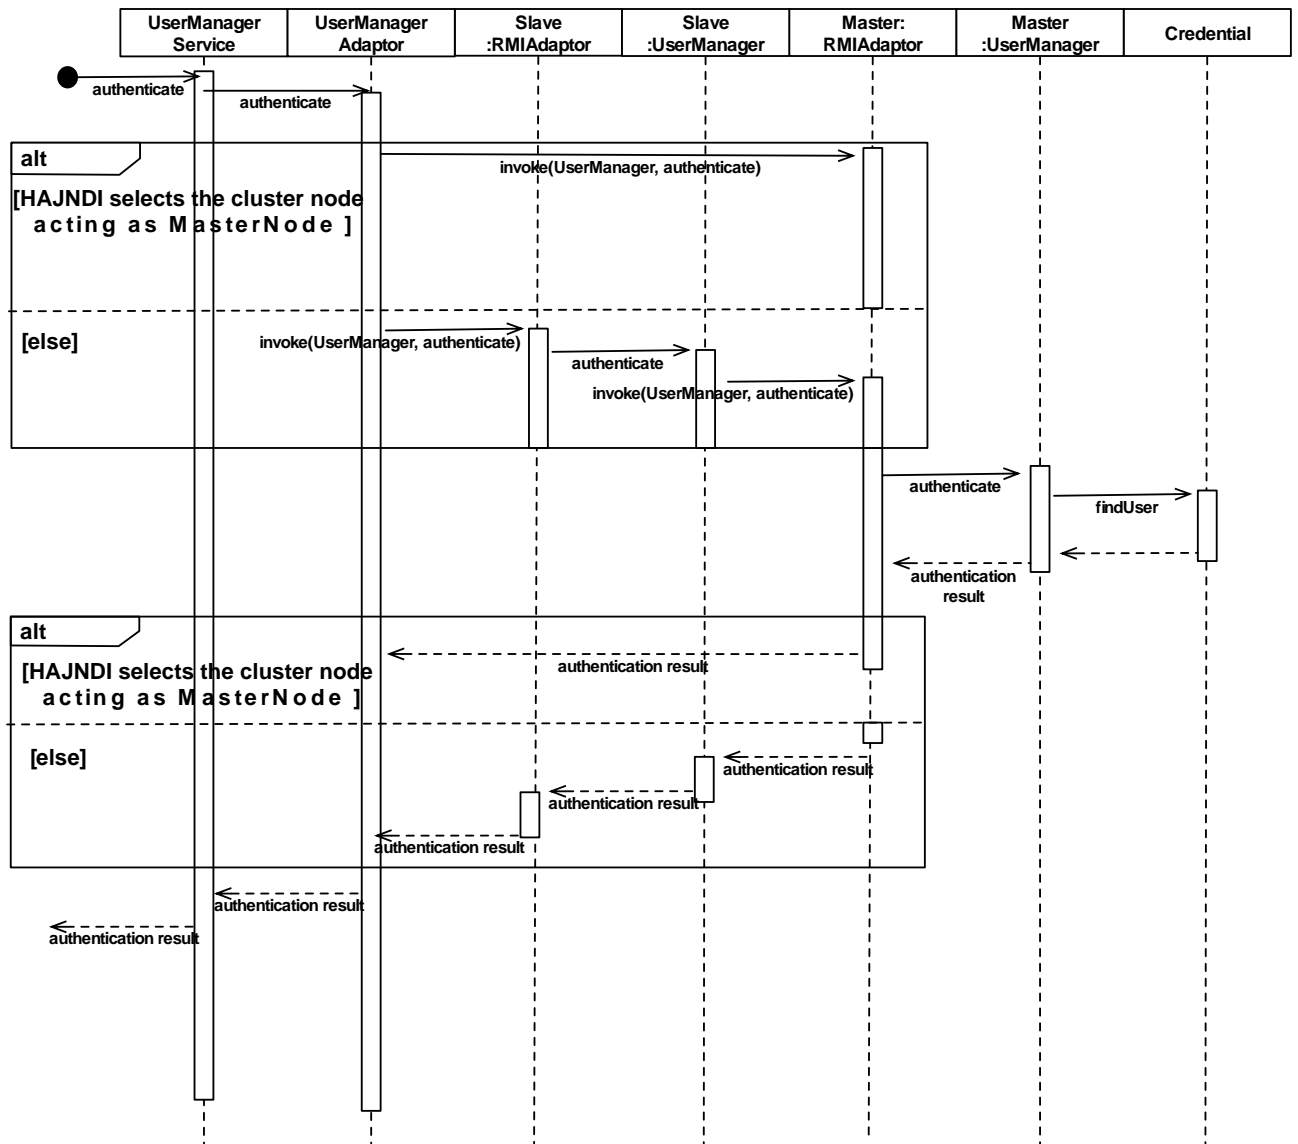 UserManager
Service
UserManager
Adaptor
Slave
:RMIAdaptor
Slave
:UserManager
Master:
RMIAdaptor
Master
:UserManager
Credential
authenticate
authenticate
alt
invoke(UserManager, authenticate)
[HAJNDI selects the cluster node
acting as MasterNode ]
[else]
invoke(UserManager, authenticate)
authenticate
invoke(UserManager, authenticate)
authenticate
findUser
authentication
result
alt
authentication result
[HAJNDI selects the cluster node
acting as MasterNode ]
[else]
authentication result
authentication result
authentication result
authentication result
authentication result